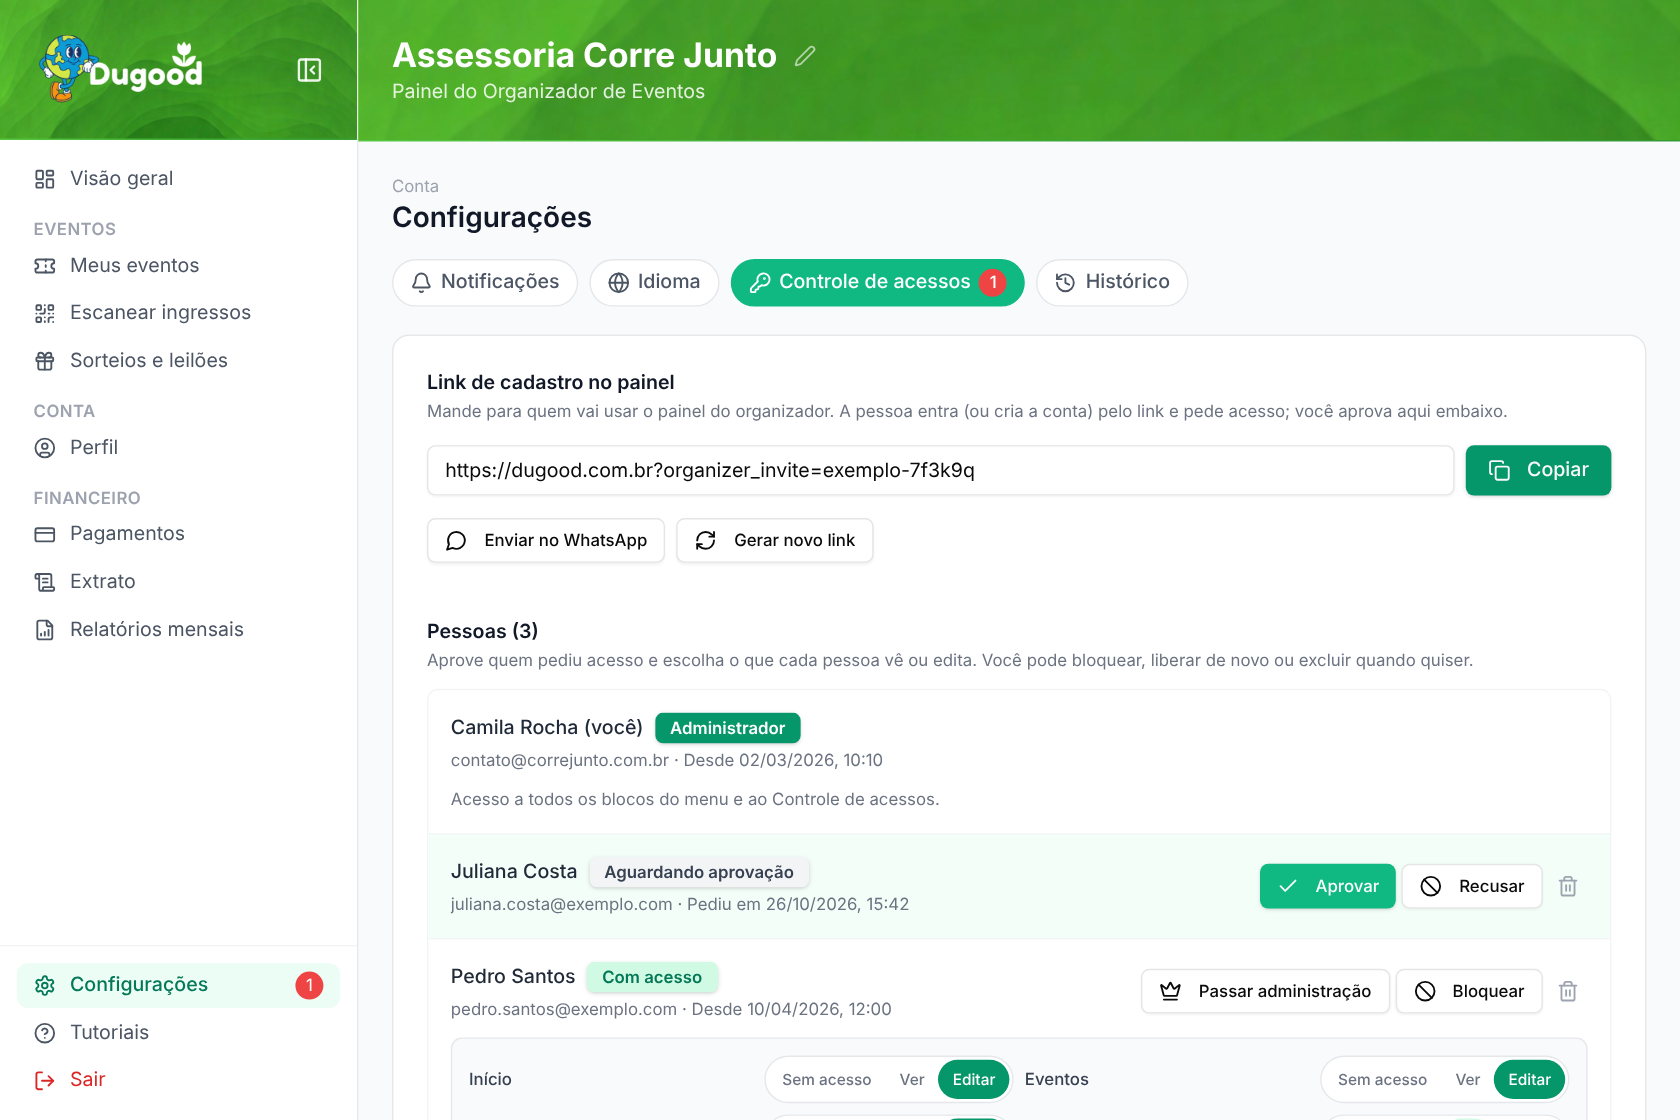 Dugood
Assessoria Corre Junto
Painel do Organizador de Eventos
Visão geral
EVENTOS
Meus eventos
Escanear ingressos
Sorteios e leilões
CONTA
Perfil
FINANCEIRO
Pagamentos
Extrato
Relatórios mensais
Configurações 1
Tutoriais
Sair
Conta
Configurações
Notificações
Idioma
Controle de acessos 1
Histórico
Link de cadastro no painel
Mande para quem vai usar o painel do organizador. A pessoa entra (ou cria a conta) pelo link e pede acesso; você aprova aqui embaixo.
https://dugood.com.br?organizer_invite=exemplo-7f3k9q
Copiar
Enviar no WhatsApp
Gerar novo link
Pessoas (3)
Aprove quem pediu acesso e escolha o que cada pessoa vê ou edita. Você pode bloquear, liberar de novo ou excluir quando quiser.
Camila Rocha (você) Administrador
contato@correjunto.com.br · Desde 02/03/2026, 10:10
Acesso a todos os blocos do menu e ao Controle de acessos.
Juliana Costa Aguardando aprovação
juliana.costa@exemplo.com · Pediu em 26/10/2026, 15:42
Aprovar
Recusar
Pedro Santos Com acesso
pedro.santos@exemplo.com · Desde 10/04/2026, 12:00
Passar administração
Bloquear
Início Sem acesso Ver Editar
Eventos Sem acesso Ver Editar